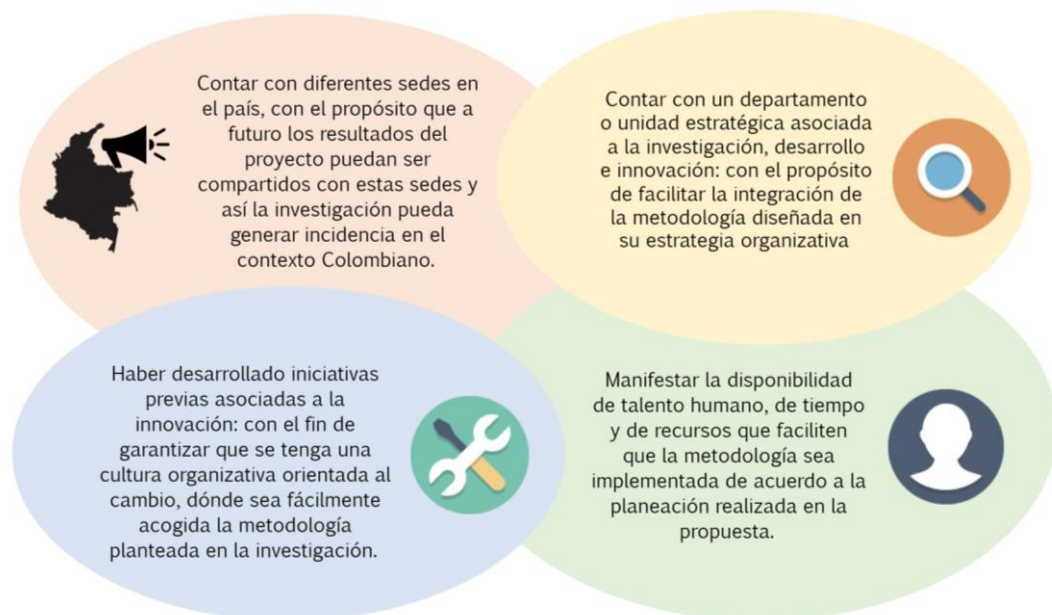 Contar con diferentes sedes en
el país, con el propósito que a
futuro los resultados del
proyecto puedan ser
compartidos con estas sedes y
así la investigación pueda
generar incidencia en el
contexto Colombiano.
Contar con un departamento
o unidad estratégica asociada
a la investigación, desarrollo
e innovación: con el propósito
de facilitar la integración de
la metodología diseñada en
su estrategia organizativa
Haber desarrollado iniciativas
previas asociadas a la
innovación: con el fin de
garantizar que se tenga una
cultura organizativa orientada al
cambio, dónde sea fácilmente
acogida la metodología
planteada en la investigación.
Manifestar la disponibilidad
de talento humano, de tiempo
y de recursos que faciliten
que la metodología sea
implementada de acuerdo a la
planeación realizada en la
propuesta.